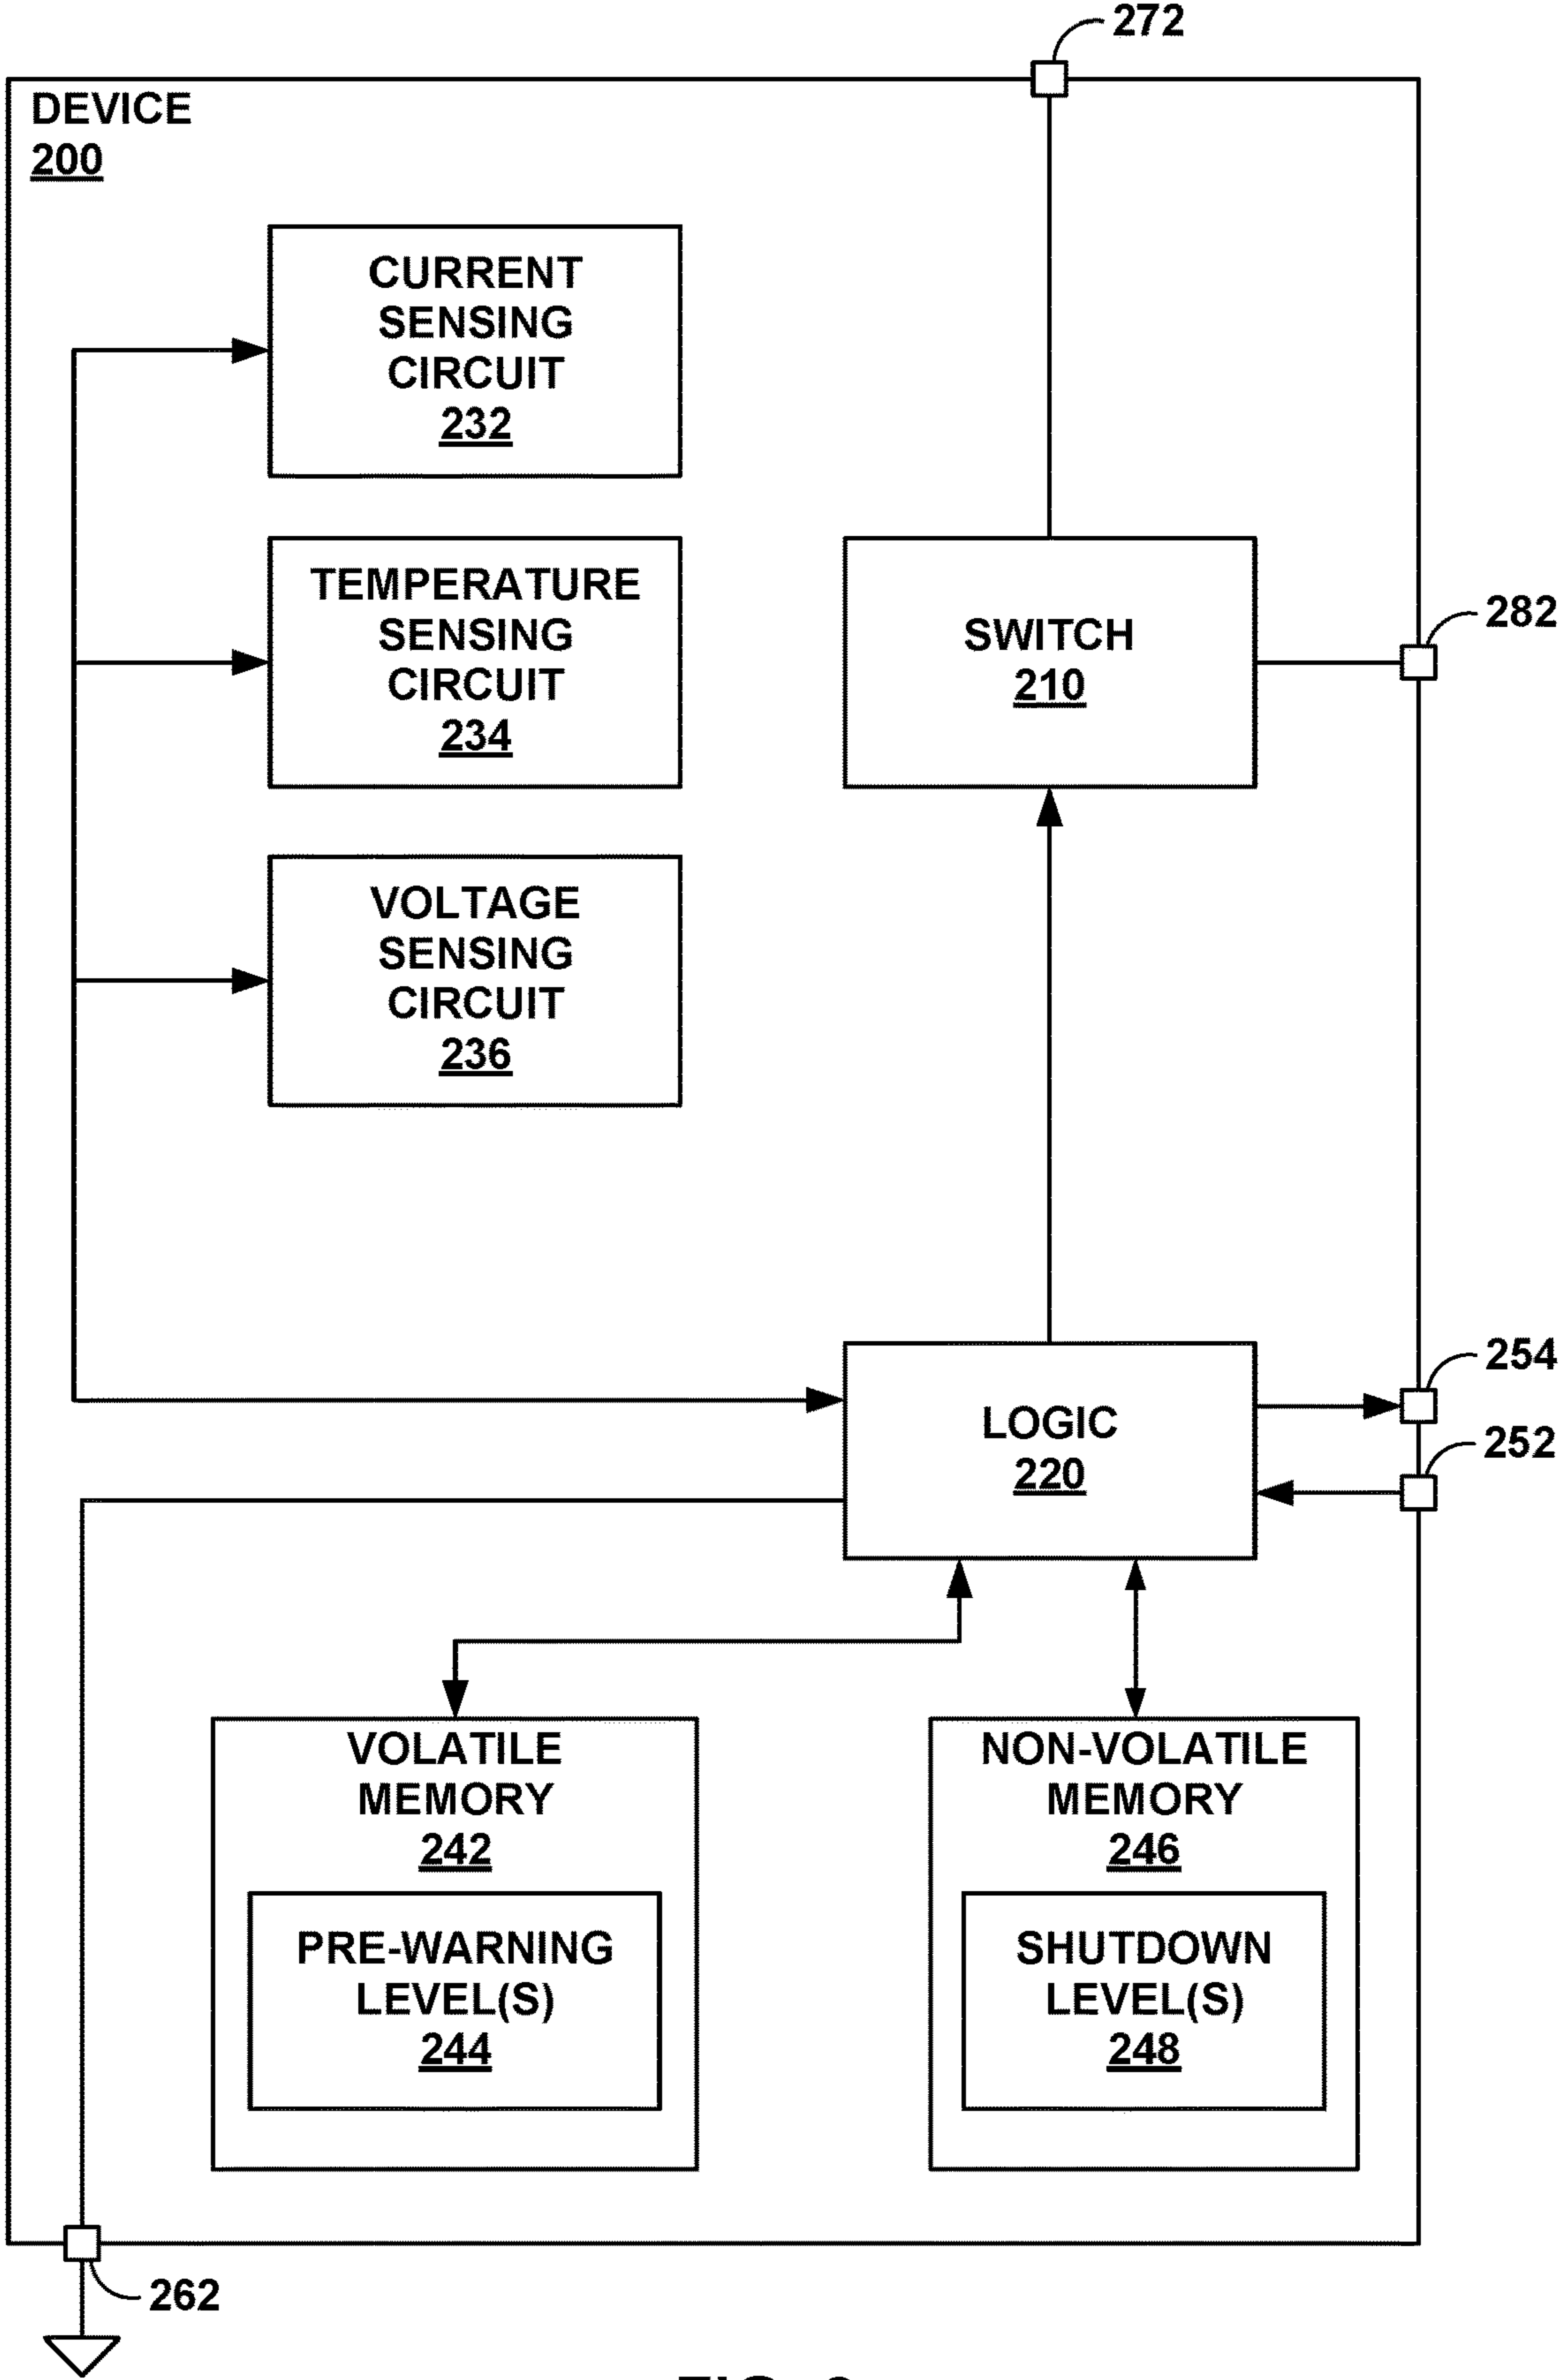 272
DEVICE
200
CURRENT
SENSING
CIRCUIT
232
TEMPERATURE
SENSING
CIRCUIT
234
SWITCH
210
282
VOLTAGE
SENSING
CIRCUIT
236
254
LOGIC
220
252
VOLATILE
MEMORY
242
PRE-WARNING
LEVEL(S)
244
NON-VOLATILE
MEMORY
246
SHUTDOWN
LEVEL(S)
248
262